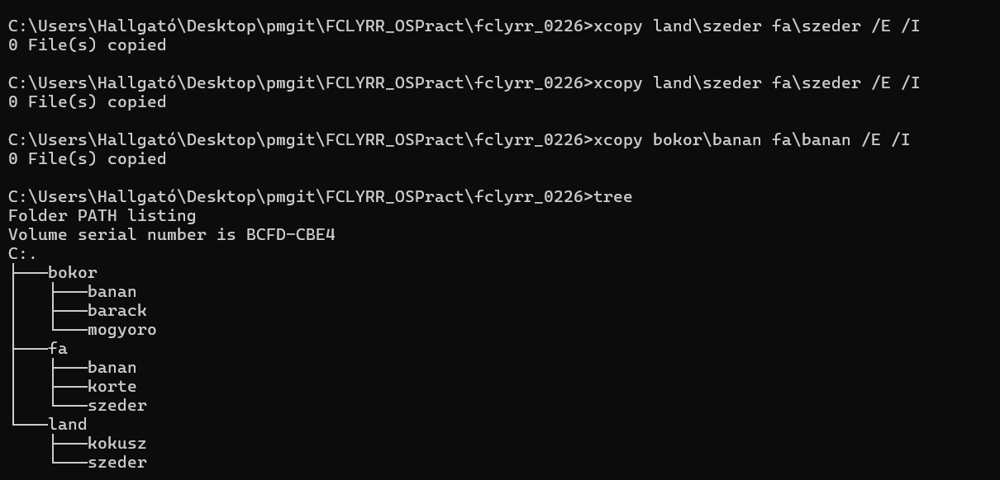 C:\Users\Hallgató\Desktop\pmgit\FCLYRR_OSPract\fclyrr_0226>xcopy land\szeder fa\szeder /E /I
0 File(s) copied

C:\Users\Hallgató\Desktop\pmgit\FCLYRR_OSPract\fclyrr_0226>xcopy land\szeder fa\szeder /E /I
0 File(s) copied

C:\Users\Hallgató\Desktop\pmgit\FCLYRR_OSPract\fclyrr_0226>xcopy bokor\banan fa\banan /E /I
0 File(s) copied

C:\Users\Hallgató\Desktop\pmgit\FCLYRR_OSPract\fclyrr_0226>tree
Folder PATH listing
Volume serial number is BCFD-CBE4
C:.
├───bokor
│   ├───banan
│   ├───barack
│   └───mogyoro
├───fa
│   ├───banan
│   ├───korte
│   └───szeder
└───land
    ├───kokusz
    └───szeder